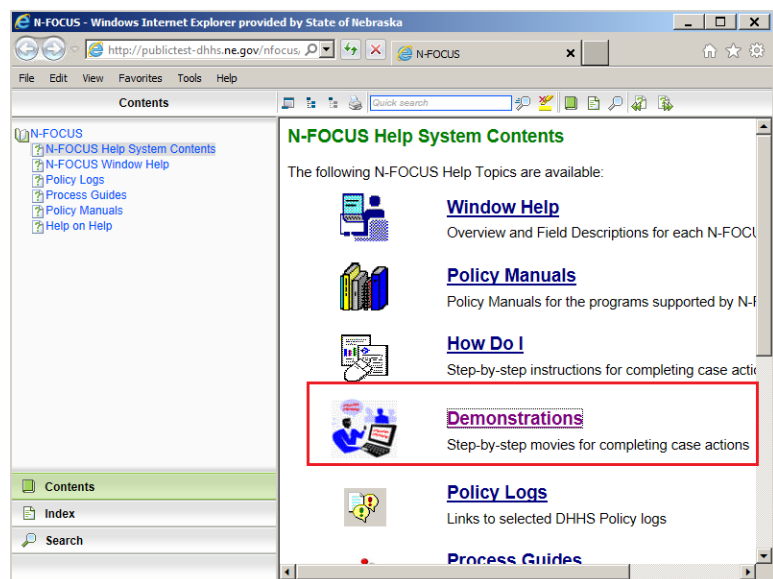 N-FOCUS - Windows Internet Explorer provided by State of Nebraska
http://publictest-dhhs.ne.gov/nfocus,
N-FOCUS
File Edit View Favorites Tools Help
Contents
Quick search
N-FOCUS
N-FOCUS Help System Contents
N-FOCUS Window Help
Policy Logs
Process Guides
Policy Manuals
Help on Help
Contents
Index
Search
N-FOCUS Help System Contents
The following N-FOCUS Help Topics are available:
Window Help
Overview and Field Descriptions for each N-FOCU
Policy Manuals
Policy Manuals for the programs supported by N-F
How Do I
Step-by-step instructions for completing case actio
Demonstrations
Step-by-step movies for completing case actions
Policy Logs
Links to selected DHHS Policy logs
Process Guides